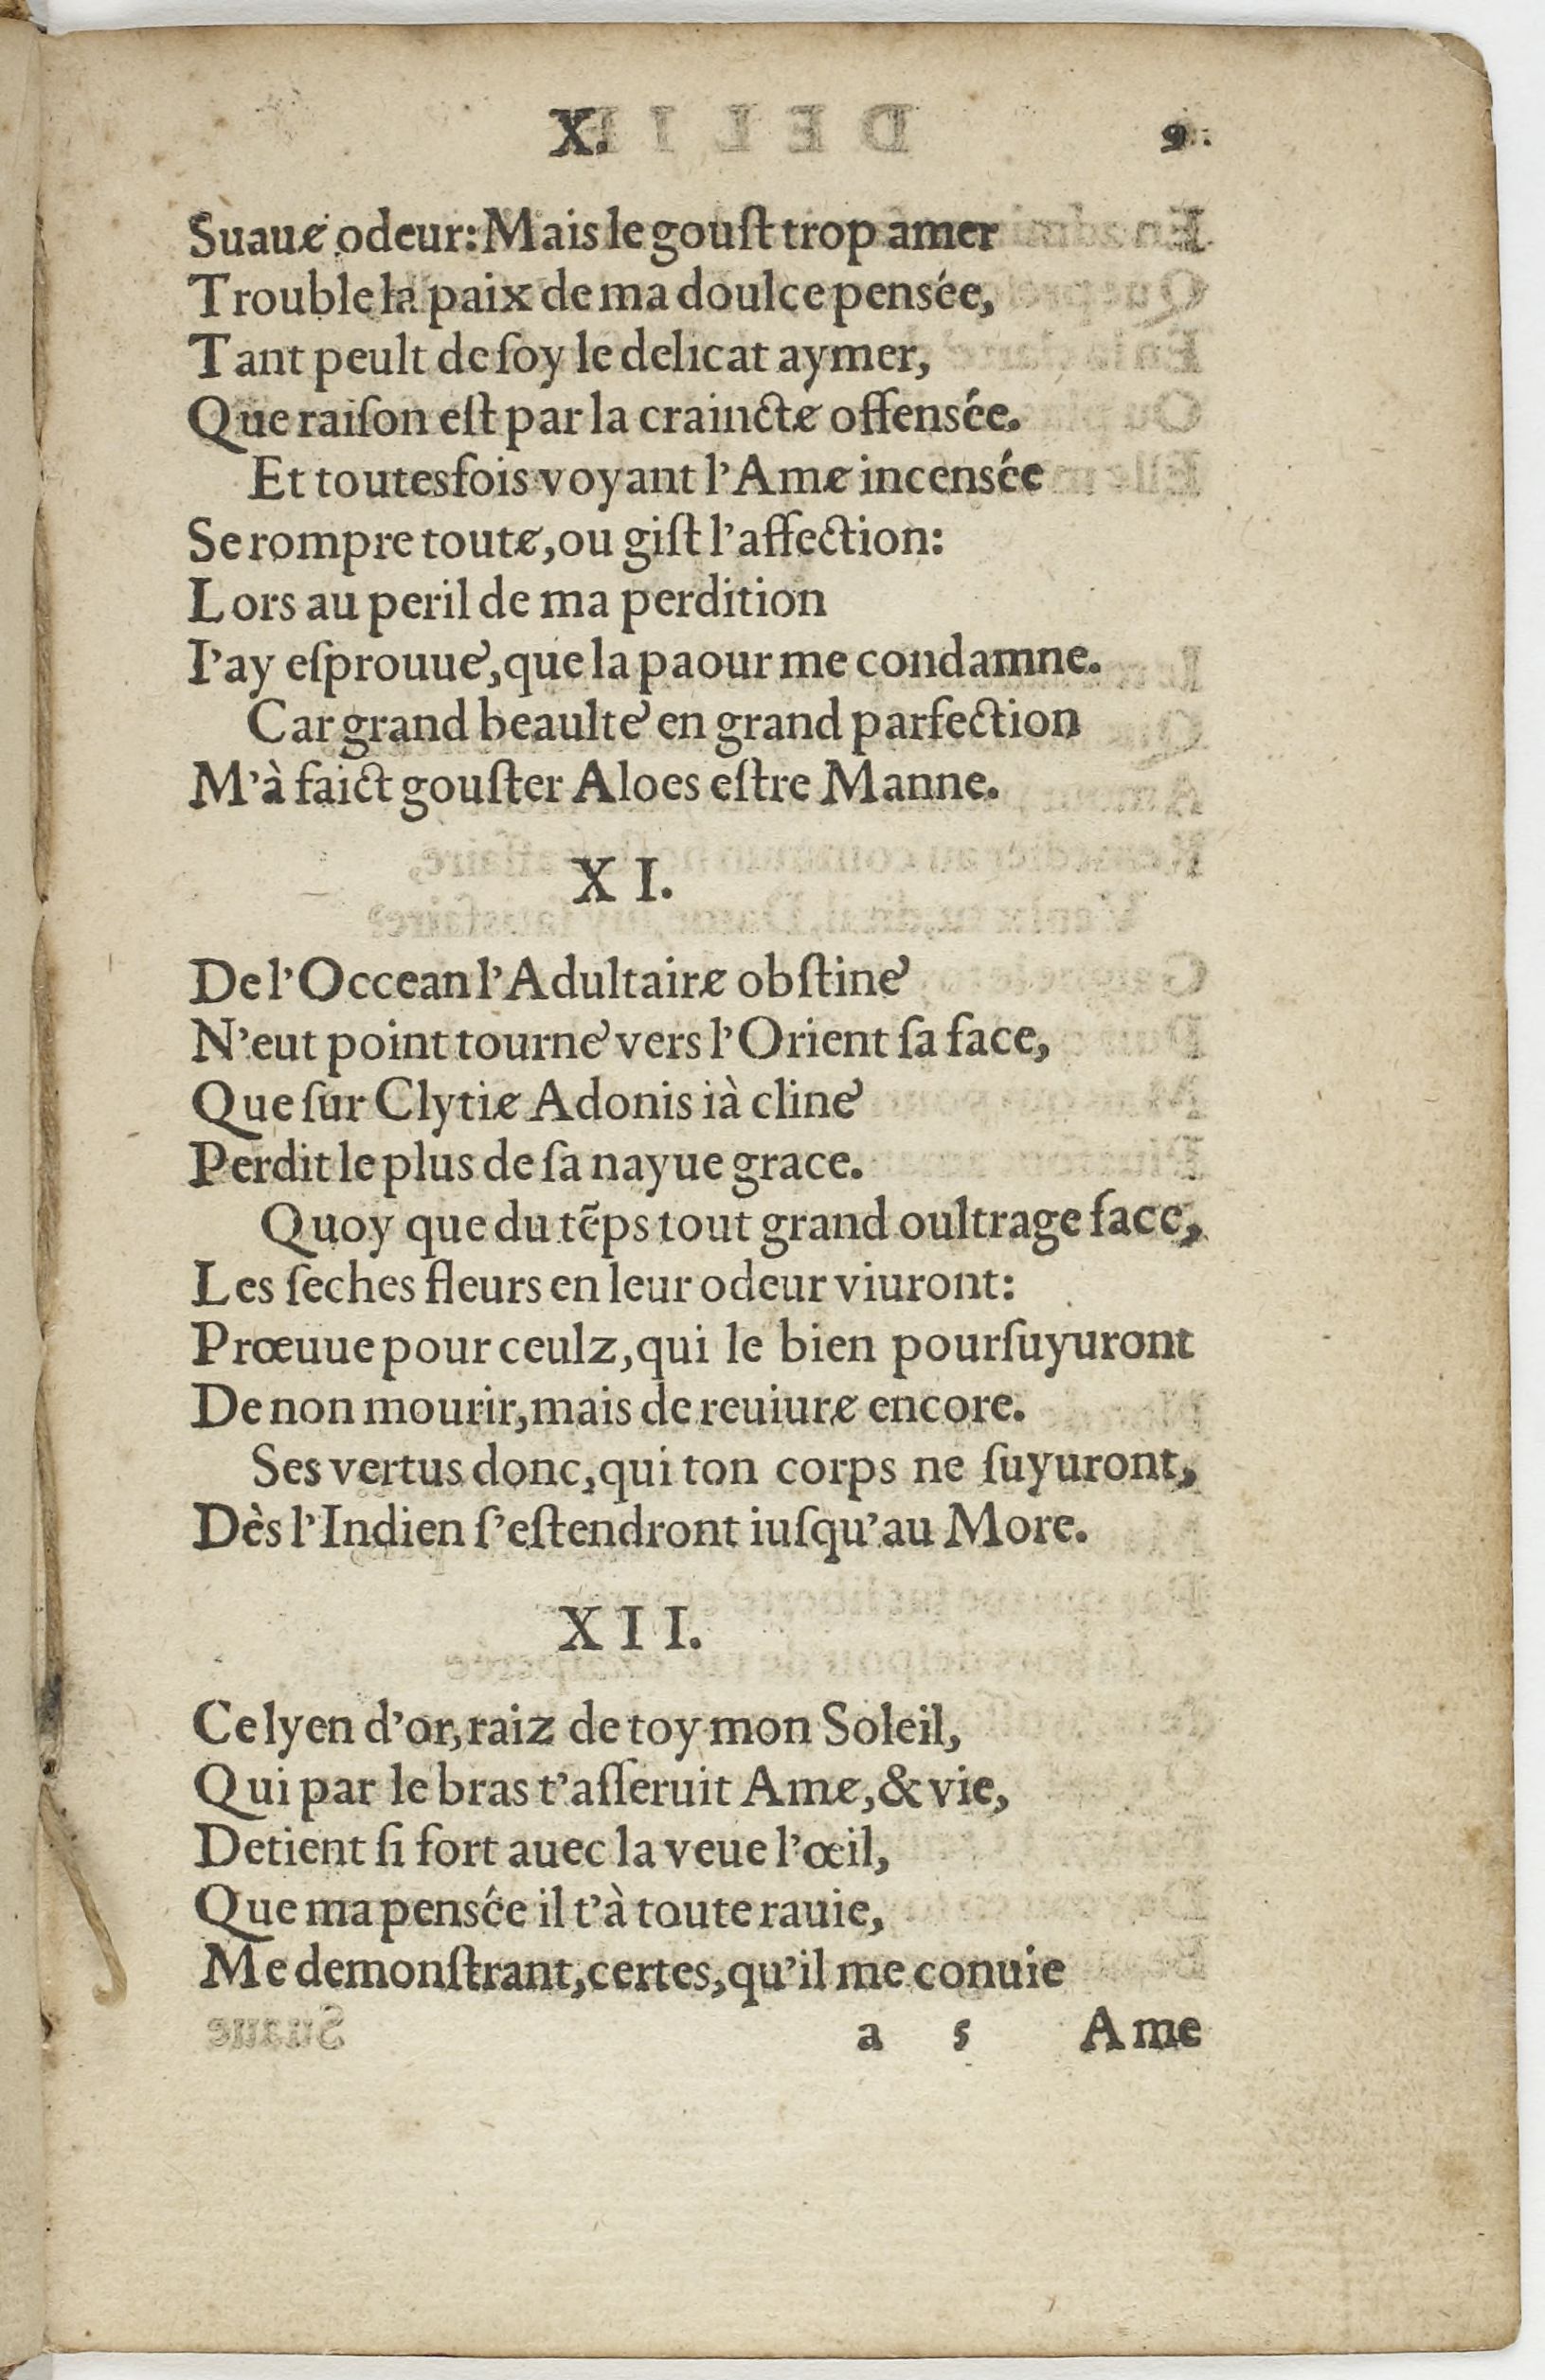 X. 9
Suaue odeur: Mais le gouſt trop amer
Trouble la paix de ma doulce pensée,
Tant peult de ſoy le delicat aymer,
Que raiſon eſt par la craincte offensée.
Et toutesfois voyant l'Ame incensée
Se rompre toute, ou giſt l'affection:
Lors au peril de ma perdition
I'ay eſprouué, que la paour me condamne.
Car grand beaulté en grand parfection
M'à faict gouſter Aloes eſtre Manne.
XI.
De l'Occean l'Adultaire obſtiné
N'eut point tourné vers l'Orient ſa face,
Que ſur Clytie Adonis ià cliné
Perdit le plus de ſa nayue grace.
Quoy que du tẽps tout grand oultrage face,
Les ſeches fleurs en leur odeur viuront:
Prœuue pour ceulz, qui le bien pourſuyuront
De non mourir, mais de reuiure encore.
Ses vertus donc, qui ton corps ne ſuyuront,
Dès l'Indien ſ'eſtendront iuſqu'au More.
XII.
Ce lyen d'or, raiz de toy mon Soleil,
Qui par le bras t'aſſeruit Ame, & vie,
Detient ſi fort auec la veue l'œil,
Que ma pensée il t'à toute rauie,
Me demonſtrant, certes, qu'il me conuie
a 5 Ame